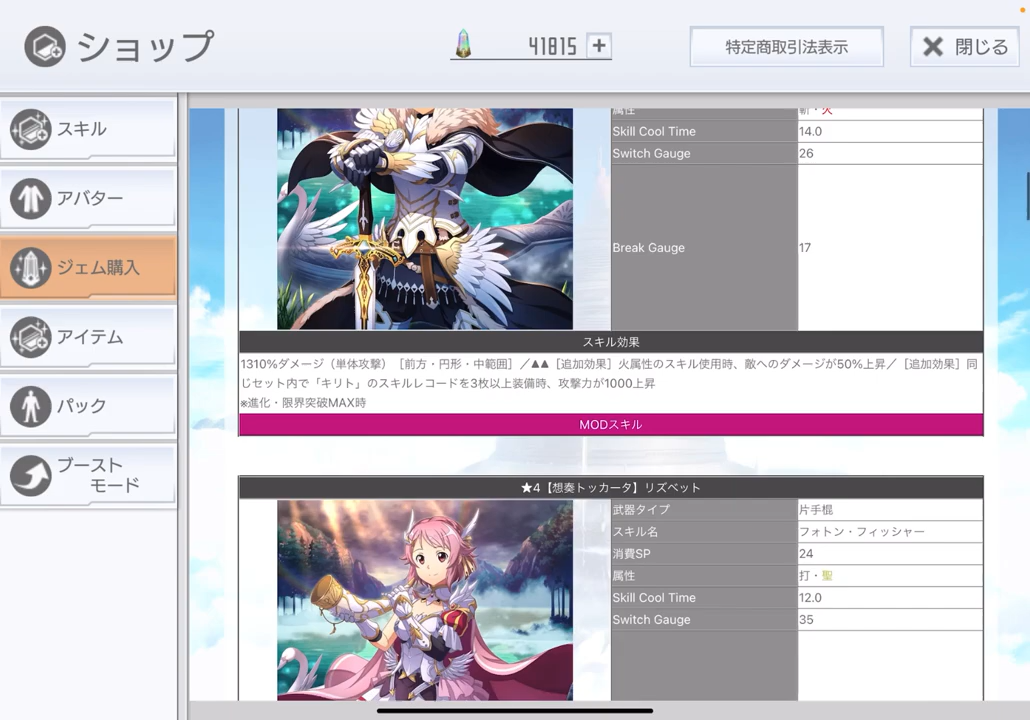 ショップ
41815
特定商取引法表示
閉じる
スキル
アバター
ジェム購入
アイテム
パック
ブースト
モード
属性
斬・火
Skill Cool Time
14.0
Switch Gauge
26
Break Gauge
17
スキル効果
1310%ダメージ（単体攻撃）［前方・円形・中範囲］／▲▲［追加効果］火属性のスキル使用時、敵へのダメージが50%上昇／［追加効果］同
じセット内で「キリト」のスキルレコードを3枚以上装備時、攻撃力が1000上昇
※進化・限界突破MAX時
MODスキル
★4【想奏トッカータ】リズベット
武器タイプ
片手棍
スキル名
フォトン・フィッシャー
消費SP
24
属性
打・聖
Skill Cool Time
12.0
Switch Gauge
35